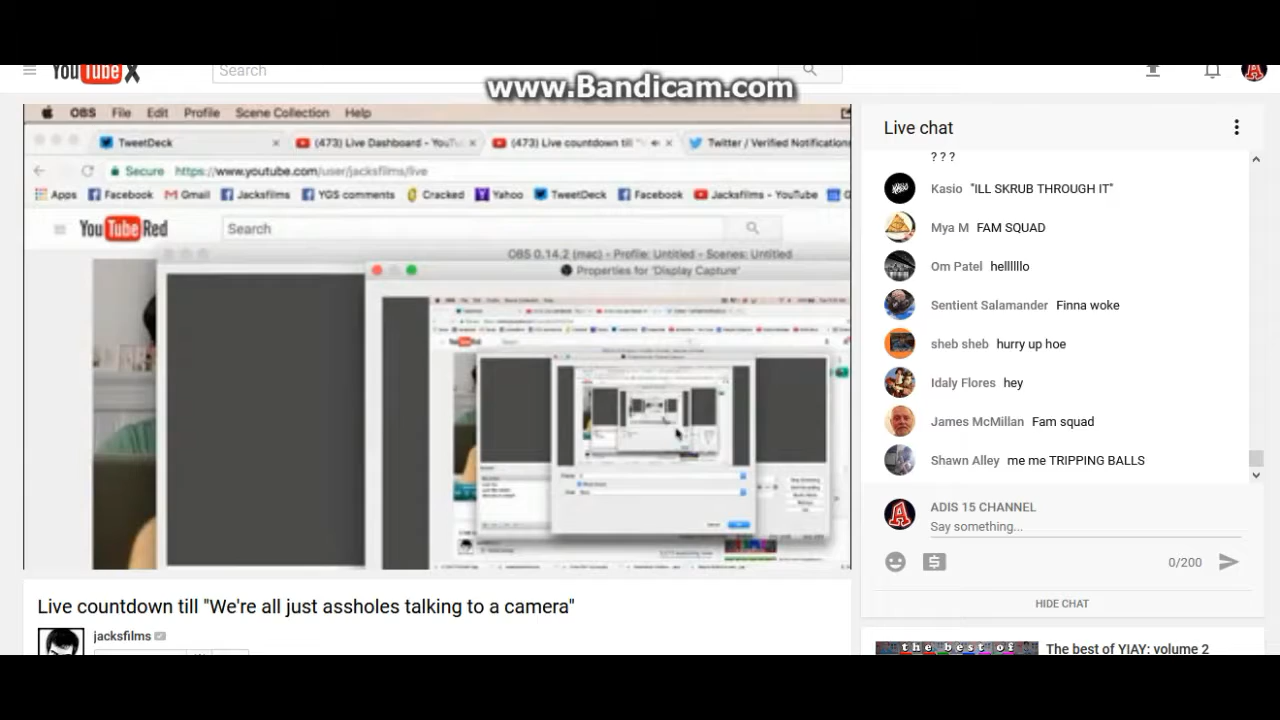 www.Bandicam.com
YouTube X
Search
OBS File Edit Profile Scene Collection Help
TweetDeck × (473) Live Dashboard - YouTu × (473) Live countdown till " × Twitter / Verified Notifications
Secure https://www.youtube.com/user/jacksfilms/live
Apps Facebook Gmail Jacksfilms YGS comments Cracked Yahoo TweetDeck Facebook Jacksfilms - YouTube
YouTube Red Search
OBS 0.14.2 (mac) - Profile: Untitled - Scenes: Untitled
Properties for 'Display Capture'
Live countdown till "We're all just assholes talking to a camera"
jacksfilms
Live chat
? ? ?
Kasio "ILL SKRUB THROUGH IT"
Mya M FAM SQUAD
Om Patel hellllllo
Sentient Salamander Finna woke
sheb sheb hurry up hoe
Idaly Flores hey
James McMillan Fam squad
Shawn Alley me me TRIPPING BALLS
ADIS 15 CHANNEL
Say something...
0/200
HIDE CHAT
the best of
The best of YIAY: volume 2